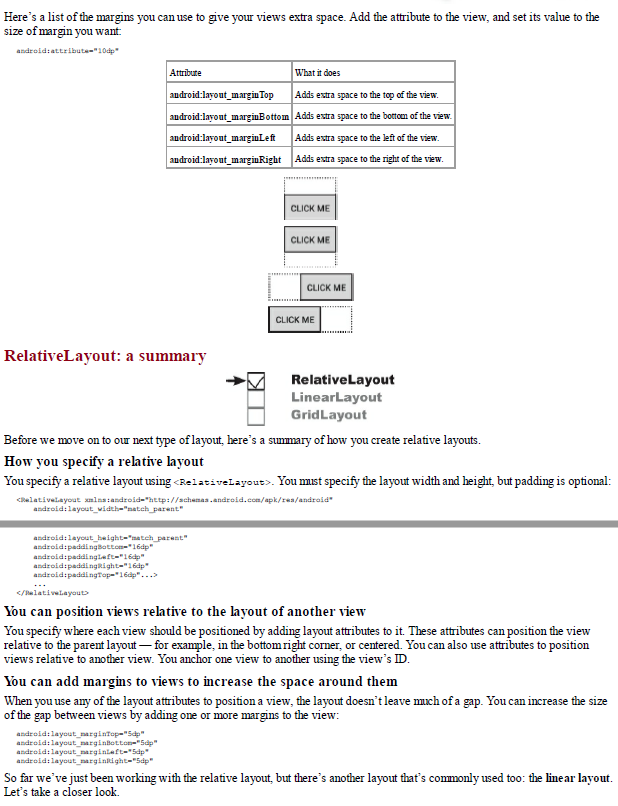 Here's a list of the margins you can use to give your views extra space. Add the attribute to the view, and set its value to the
size of margin you want:
android:attribute="10dp"
Attribute What it does
android:layout_marginTop Adds extra space to the top of the view.
android:layout_marginBottom Adds extra space to the bottom of the view.
android:layout_marginLeft Adds extra space to the left of the view.
android:layout_marginRight Adds extra space to the right of the view.
CLICK ME
CLICK ME
CLICK ME
CLICK ME
RelativeLayout: a summary
RelativeLayout
LinearLayout
GridLayout
Before we move on to our next type of layout, here's a summary of how you create relative layouts.
How you specify a relative layout
You specify a relative layout using <RelativeLayout>. You must specify the layout width and height, but padding is optional:
<RelativeLayout xmlns:android="http://schemas.android.com/apk/res/android"
android:layout_width="match_parent"
android:layout_height="match_parent"
android:paddingBottom="16dp"
android:paddingLeft="16dp"
android:paddingRight="16dp"
android:paddingTop="16dp"...>
...
</RelativeLayout>
You can position views relative to the layout of another view
You specify where each view should be positioned by adding layout attributes to it. These attributes can position the view
relative to the parent layout — for example, in the bottom right corner, or centered. You can also use attributes to position
views relative to another view. You anchor one view to another using the view's ID.
You can add margins to views to increase the space around them
When you use any of the layout attributes to position a view, the layout doesn't leave much of a gap. You can increase the size
of the gap between views by adding one or more margins to the view:
android:layout_marginTop="5dp"
android:layout_marginBottom="5dp"
android:layout_marginLeft="5dp"
android:layout_marginRight="5dp"
So far we've just been working with the relative layout, but there's another layout that's commonly used too: the linear layout.
Let's take a closer look.